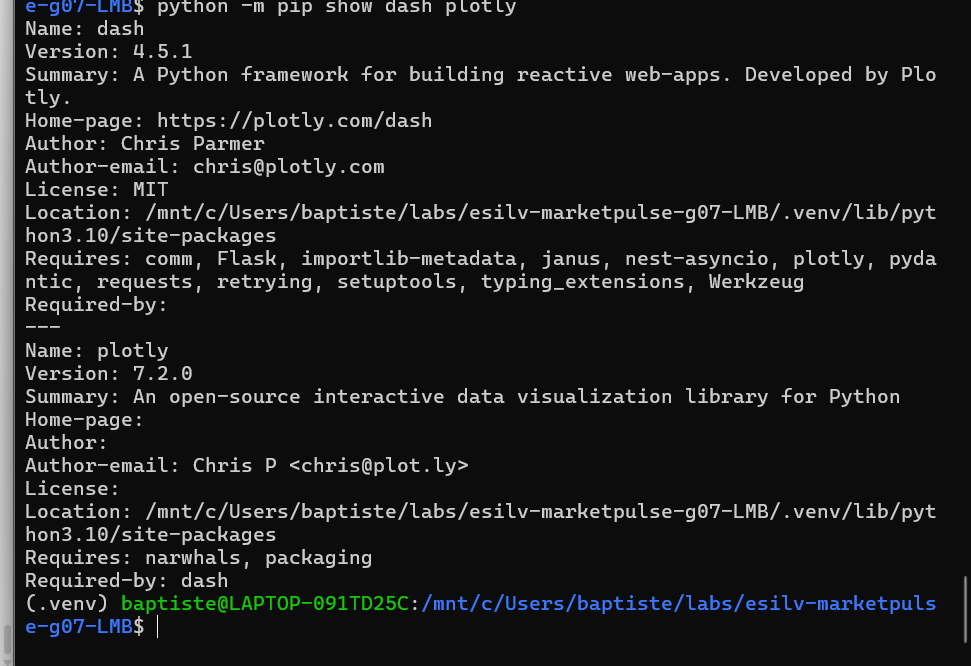 e-g07-LMB$ python -m pip show dash plotly
Name: dash
Version: 4.5.1
Summary: A Python framework for building reactive web-apps. Developed by Plo
tly.
Home-page: https://plotly.com/dash
Author: Chris Parmer
Author-email: chris@plotly.com
License: MIT
Location: /mnt/c/Users/baptiste/labs/esilv-marketpulse-g07-LMB/.venv/lib/pyt
hon3.10/site-packages
Requires: comm, Flask, importlib-metadata, janus, nest-asyncio, plotly, pyda
ntic, requests, retrying, setuptools, typing_extensions, Werkzeug
Required-by:
---
Name: plotly
Version: 7.2.0
Summary: An open-source interactive data visualization library for Python
Home-page:
Author:
Author-email: Chris P <chris@plot.ly>
License:
Location: /mnt/c/Users/baptiste/labs/esilv-marketpulse-g07-LMB/.venv/lib/pyt
hon3.10/site-packages
Requires: narwhals, packaging
Required-by: dash
(.venv) baptiste@LAPTOP-091TD25C:/mnt/c/Users/baptiste/labs/esilv-marketpuls
e-g07-LMB$